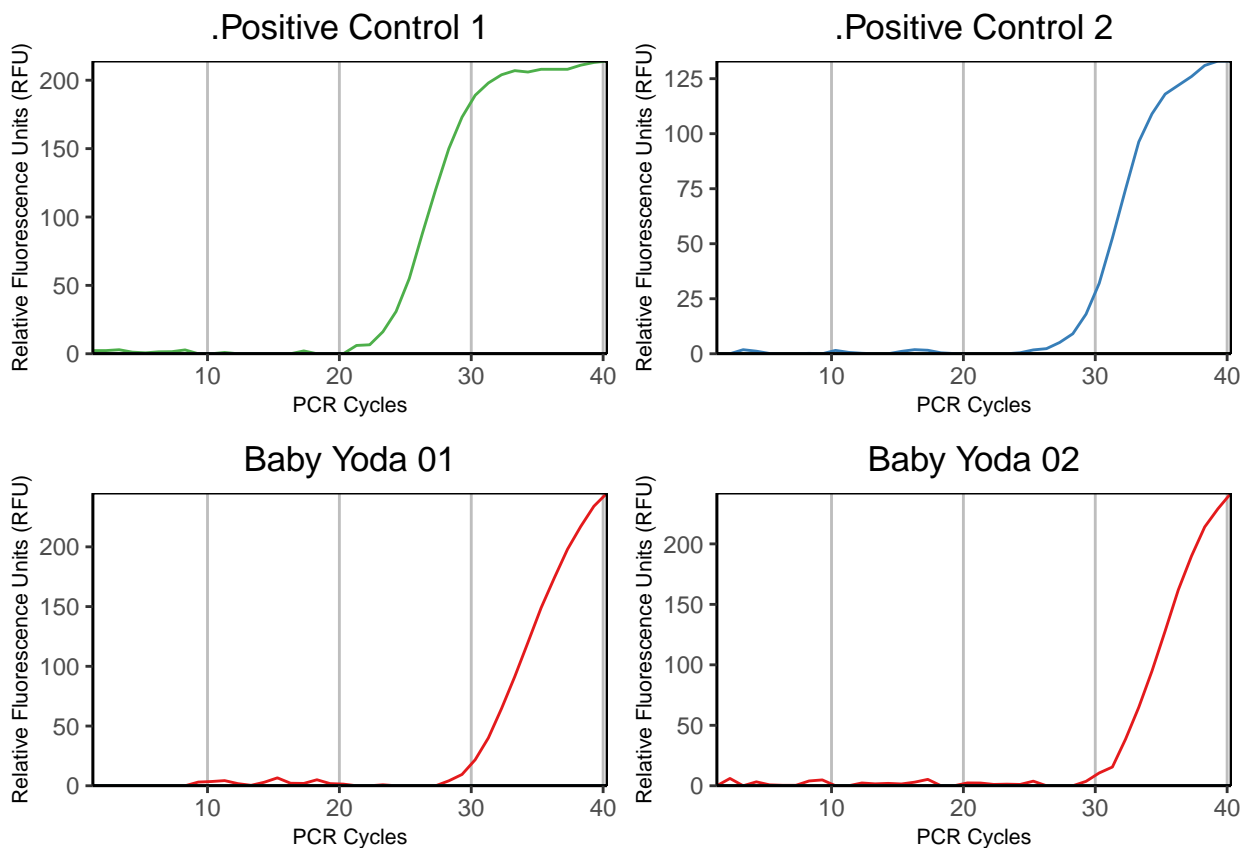 .Positive Control 1
Relative Fluorescence Units (RFU)
200
150
100
50
0
10 20 30 40
PCR Cycles
.Positive Control 2
Relative Fluorescence Units (RFU)
125
100
75
50
25
0
10 20 30 40
PCR Cycles
Baby Yoda 01
Relative Fluorescence Units (RFU)
200
150
100
50
0
10 20 30 40
PCR Cycles
Baby Yoda 02
Relative Fluorescence Units (RFU)
200
150
100
50
0
10 20 30 40
PCR Cycles